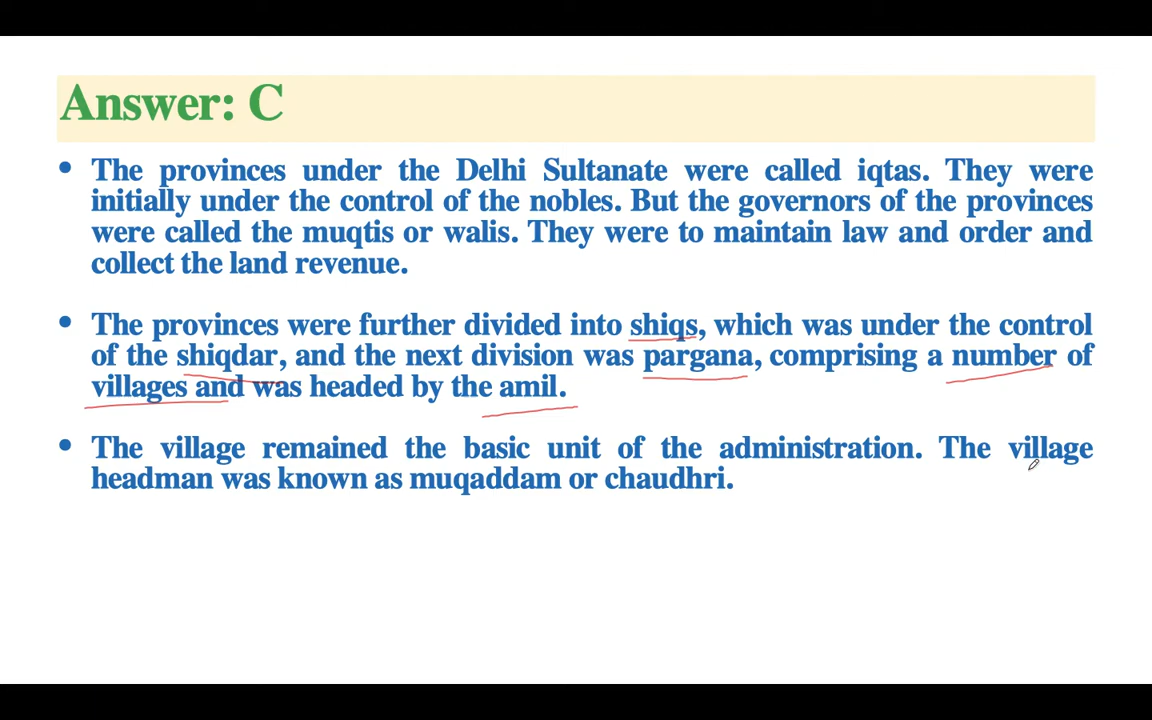 Answer: C
• The provinces under the Delhi Sultanate were called iqtas. They were
initially under the control of the nobles. But the governors of the provinces
were called the muqtis or walis. They were to maintain law and order and
collect the land revenue.
• The provinces were further divided into shiqs, which was under the control
of the shiqdar, and the next division was pargana, comprising a number of
villages and was headed by the amil.
• The village remained the basic unit of the administration. The village
headman was known as muqaddam or chaudhri.